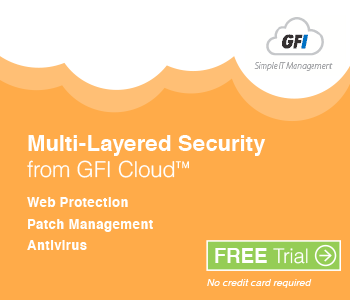 GFI
Simple IT Management
Multi-Layered Security
from GFI Cloud™
Web Protection
Patch Management
Antivirus
FREE Trial
No credit card required